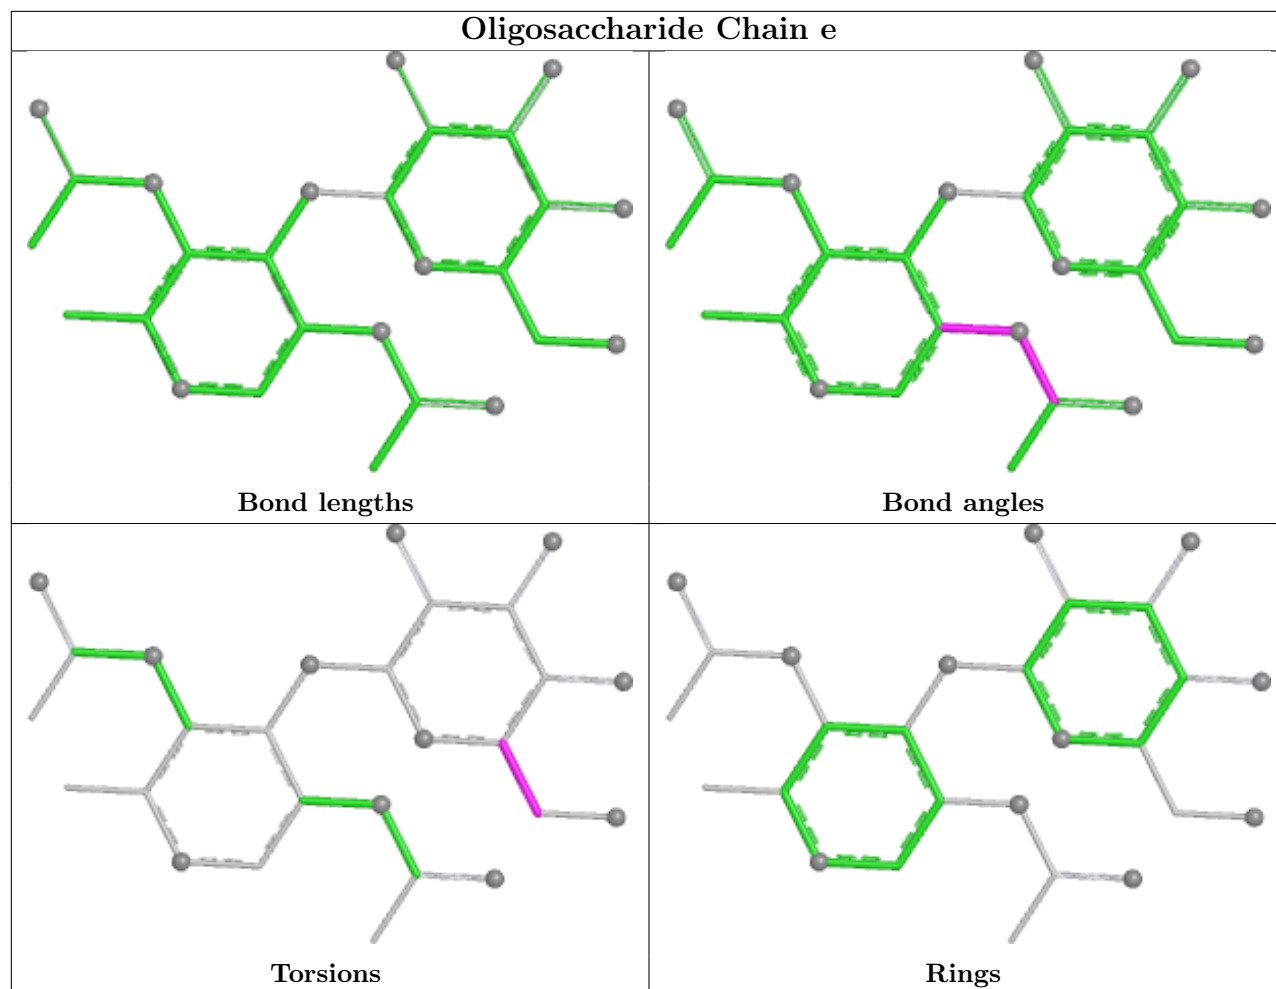 Oligosaccharide Chain e
Bond lengths
Bond angles
Torsions
Rings